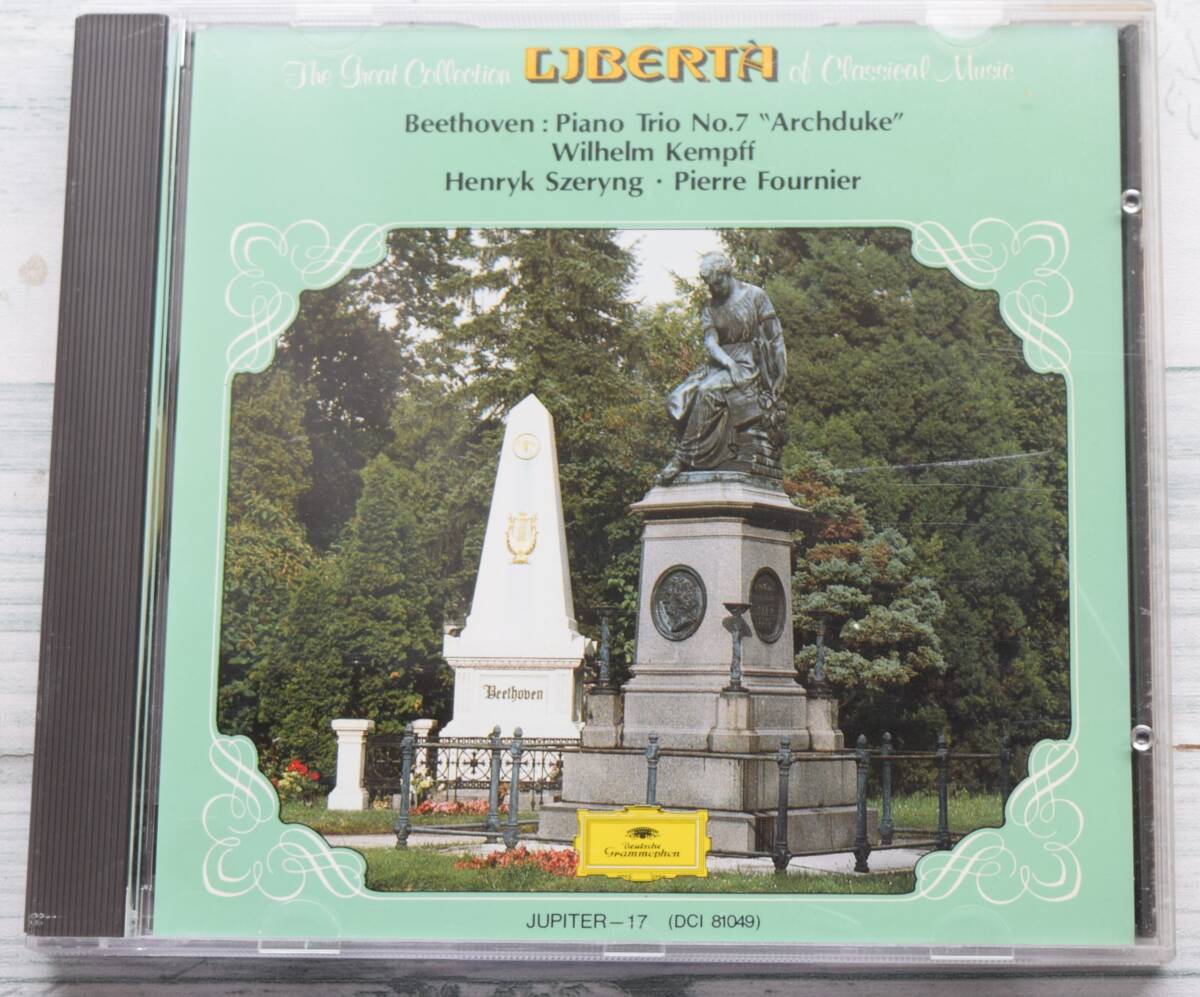 The Great Collection LIBERTÀ of Classical Music
Beethoven : Piano Trio No.7 "Archduke"
Wilhelm Kempff
Henryk Szeryng · Pierre Fournier
Beethoven
Deutsche
Grammophon
JUPITER－17 (DCI 81049)